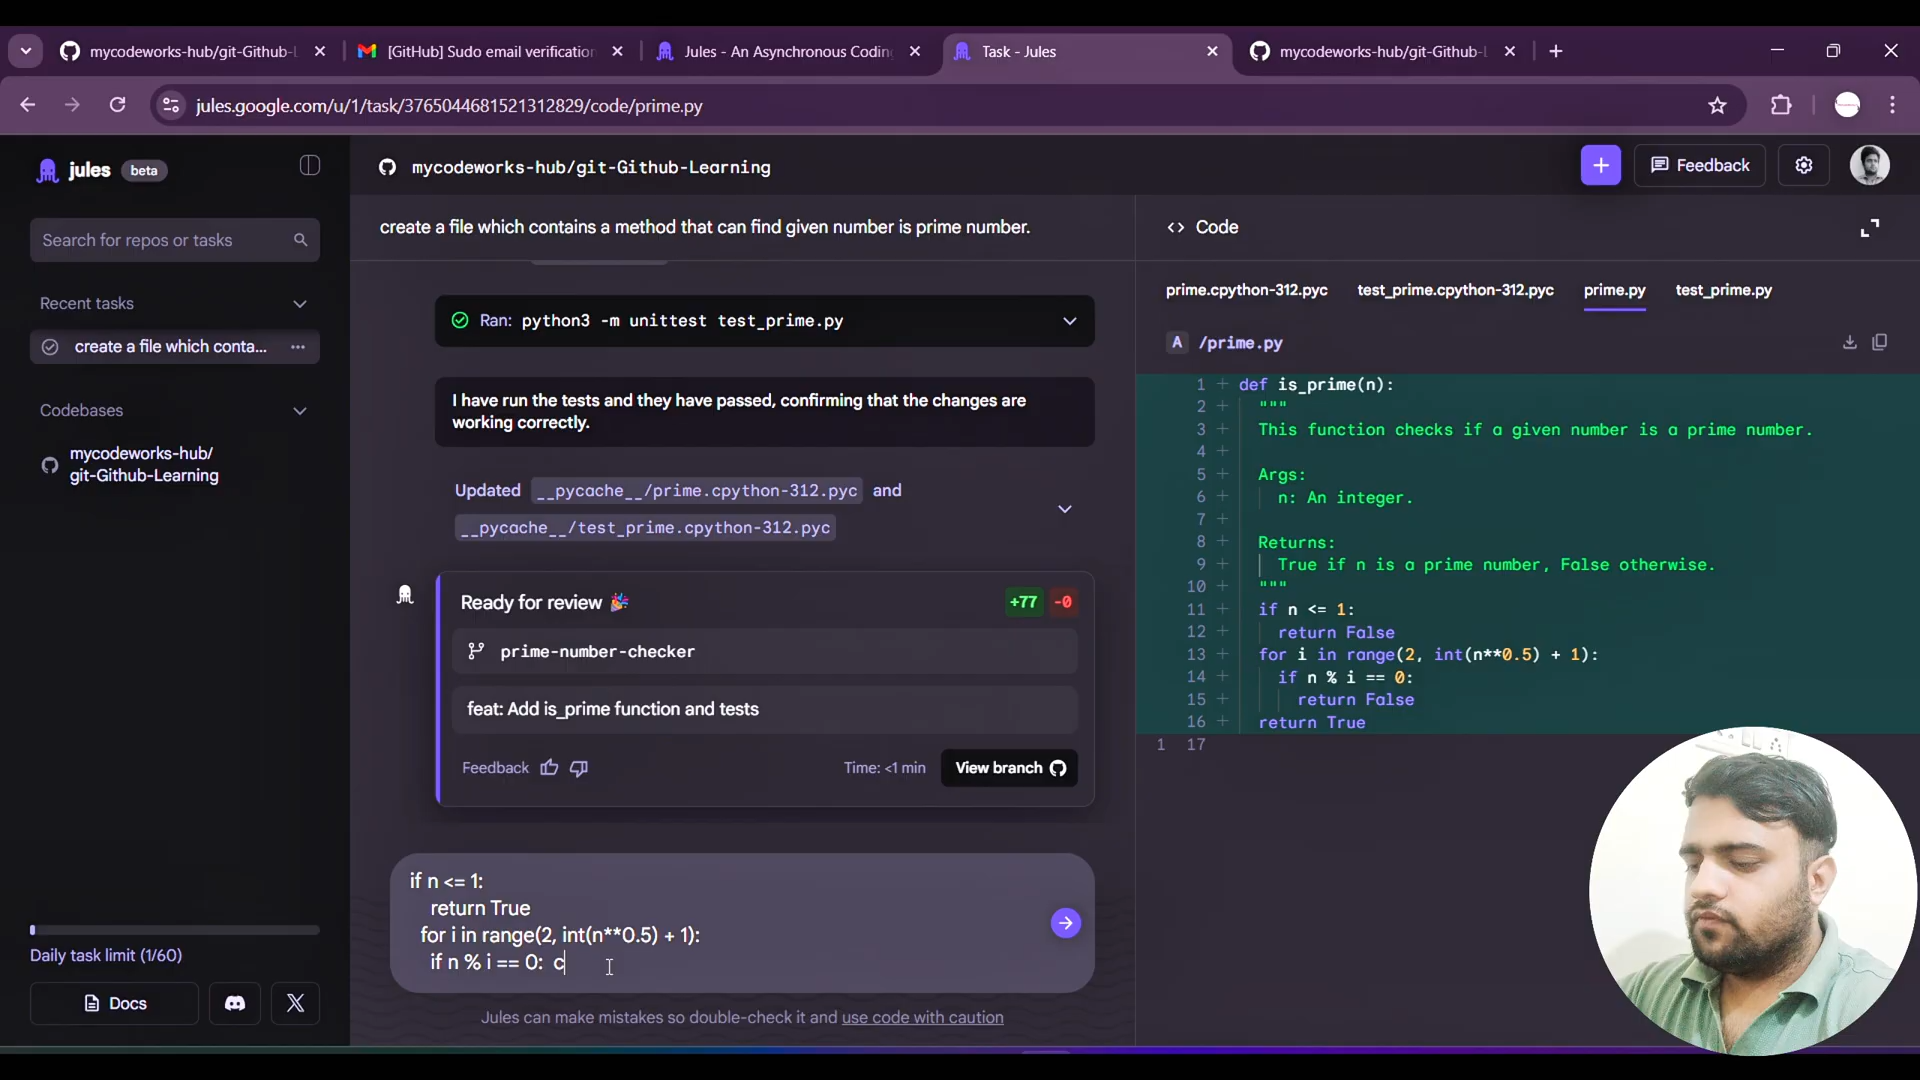 mycodeworks-hub/git-Github-L
[GitHub] Sudo email verification
Jules - An Asynchronous Coding
Task - Jules
mycodeworks-hub/git-Github-L
jules.google.com/u/1/task/3765044681521312829/code/prime.py
jules beta
mycodeworks-hub/git-Github-Learning
Feedback
Search for repos or tasks
Recent tasks
create a file which conta...
Codebases
mycodeworks-hub/
git-Github-Learning
Daily task limit (1/60)
Docs
create a file which contains a method that can find given number is prime number.
Ran: python3 -m unittest test_prime.py
I have run the tests and they have passed, confirming that the changes are
working correctly.
Updated __pycache__/prime.cpython-312.pyc and
__pycache__/test_prime.cpython-312.pyc
Ready for review 🎉 +77 -0
prime-number-checker
feat: Add is_prime function and tests
Feedback Time: <1 min View branch
if n <= 1:
return True
for i in range(2, int(n**0.5) + 1):
if n % i == 0: c
Jules can make mistakes so double-check it and use code with caution
<> Code
prime.cpython-312.pyc test_prime.cpython-312.pyc prime.py test_prime.py
A /prime.py
1 + def is_prime(n):
2 + """
3 + This function checks if a given number is a prime number.
4 +
5 + Args:
6 + n: An integer.
7 +
8 + Returns:
9 + True if n is a prime number, False otherwise.
10 + """
11 + if n <= 1:
12 + return False
13 + for i in range(2, int(n**0.5) + 1):
14 + if n % i == 0:
15 + return False
16 + return True
1 17